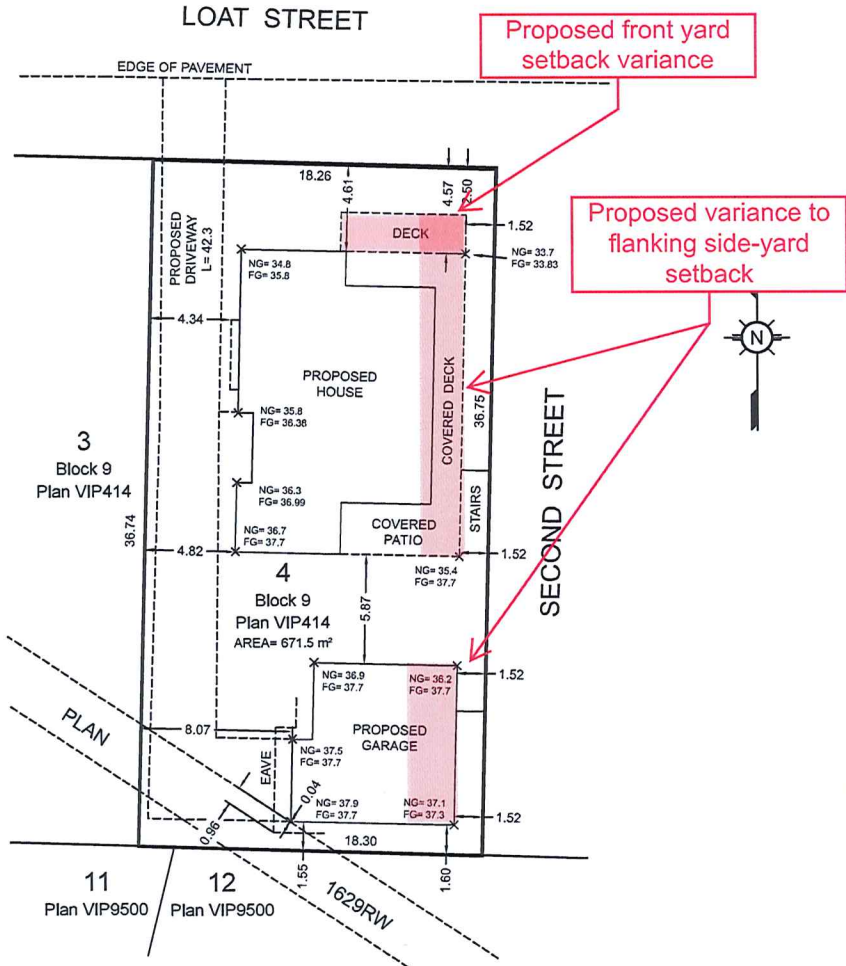 LOAT STREET
Proposed front yard
setback variance
EDGE OF PAVEMENT
18.26
4.61
4.57
2.50
1.52
DECK
PROPOSED
DRIVEWAY
L= 42.3
NG= 34.8
FG= 35.8
NG= 33.7
FG= 33.83
Proposed variance to
flanking side-yard
setback
N
4.34
PROPOSED
HOUSE
COVERED DECK
36.75
SECOND STREET
3
Block 9
Plan VIP414
NG= 35.8
FG= 36.38
NG= 36.3
FG= 36.99
36.74
NG= 36.7
FG= 37.7
COVERED
PATIO
STAIRS
4.82
1.52
NG= 35.4
FG= 37.7
4
Block 9
Plan VIP414
AREA= 671.5 m²
5.87
NG= 36.9
FG= 37.7
NG= 36.2
FG= 37.7
1.52
PLAN
8.07
EAVE
NG= 37.5
FG= 37.7
PROPOSED
GARAGE
0.04
NG= 37.9
FG= 37.7
NG= 37.1
FG= 37.3
1.52
0.96
18.30
1.55
1.60
11
Plan VIP9500
12
Plan VIP9500
1629RW